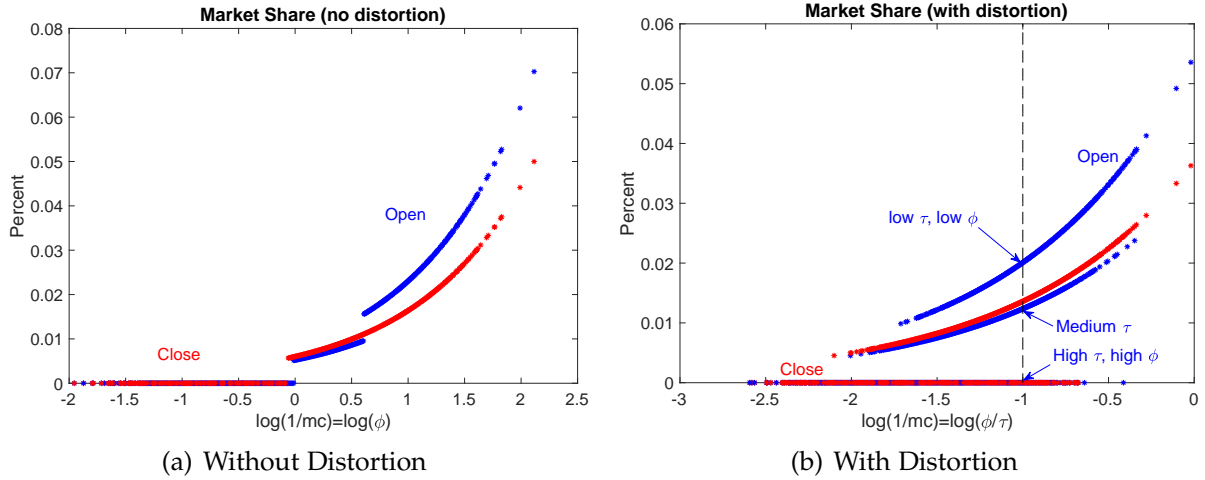 Market Share (no distortion)
0.08
0.07
0.06
0.05
0.04
0.03
0.02
0.01
0
Percent
Open
Close
-2
-1.5
-1
-0.5
0
0.5
1
1.5
2
2.5
log(1/mc)=log(ϕ)
(a) Without Distortion
Market Share (with distortion)
0.06
0.05
0.04
0.03
0.02
0.01
0
Percent
Open
low τ, low ϕ
Medium τ
High τ, high ϕ
Close
-3
-2.5
-2
-1.5
-1
-0.5
0
log(1/mc)=log(ϕ/τ)
(b) With Distortion